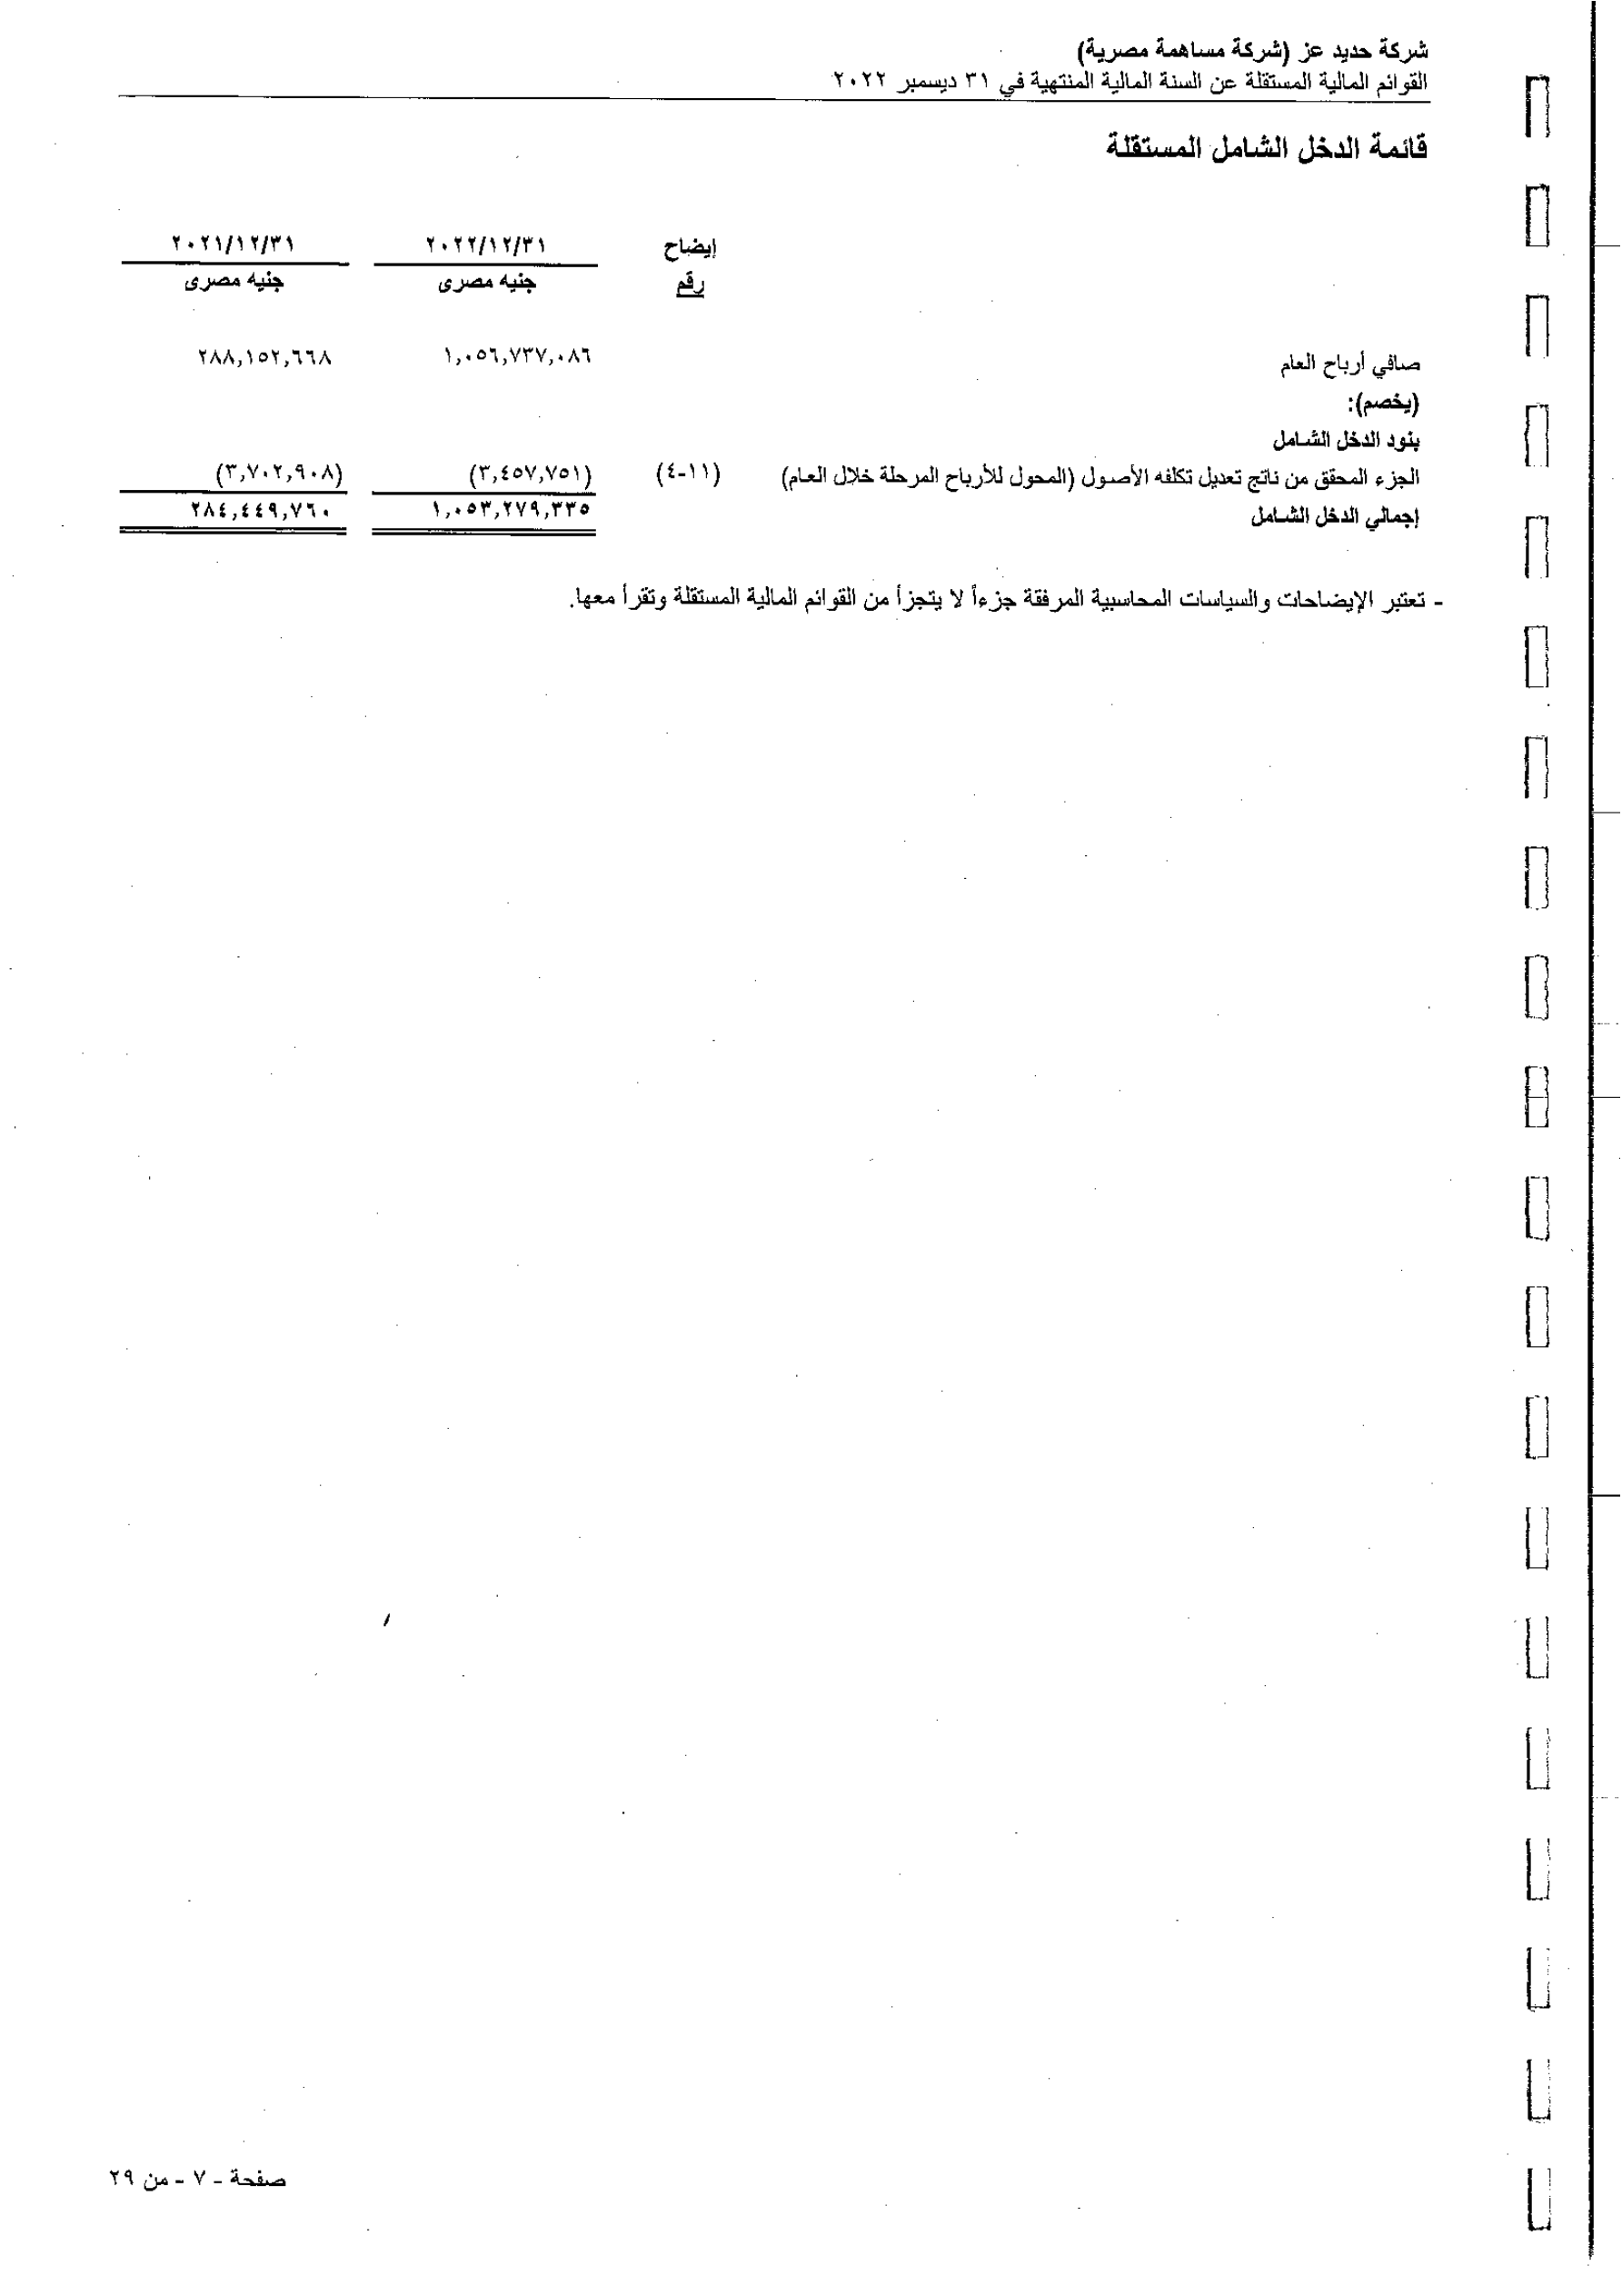 شركة حديد عز (شركة مساهمة مصرية)
القوائم المالية المستقلة عن السنة المالية المنتهية في ٣١ ديسمبر ٢٠٢٢
قائمة الدخل الشامل المستقلة
إيضاح ٢٠٢٢/١٢/٣١ ٢٠٢١/١٢/٣١
رقم جنيه مصرى جنيه مصرى
صافي أرباح العام ١,٠٥٦,٧٣٧,٠٨٦ ٢٨٨,١٥٢,٦٦٨
(يخصم):
بنود الدخل الشامل
الجزء المحقق من ناتج تعديل تكلفه الأصول (المحول للأرباح المرحلة خلال العام) (١١-٤) (٣,٤٥٧,٧٥١) (٣,٧٠٢,٩٠٨)
إجمالي الدخل الشامل ١,٠٥٣,٢٧٩,٣٣٥ ٢٨٤,٤٤٩,٧٦٠
- تعتبر الإيضاحات والسياسات المحاسبية المرفقة جزءاً لا يتجزأ من القوائم المالية المستقلة وتقرأ معها.
صفحة - ٧ - من ٢٩